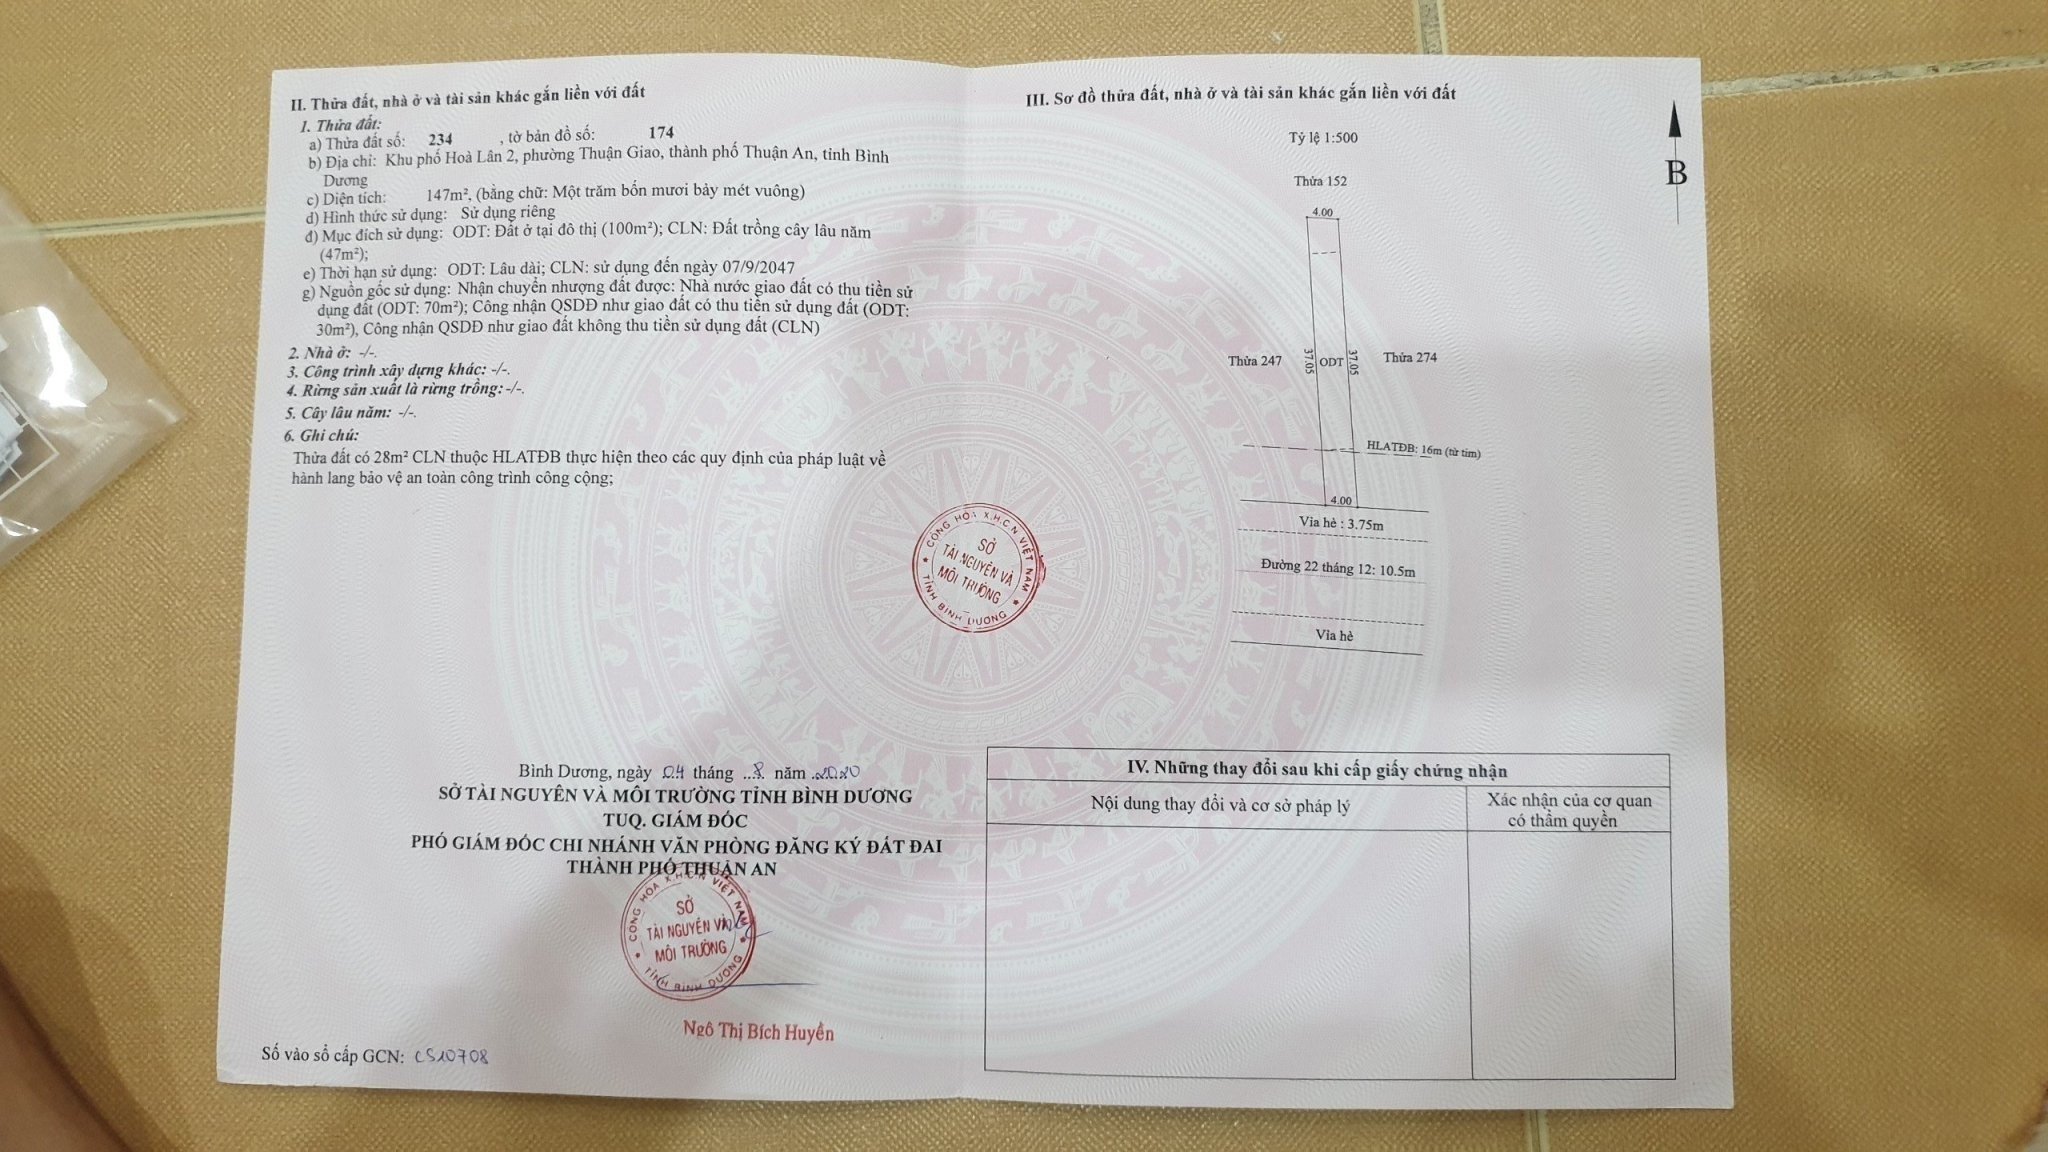 II. Thửa đất, nhà ở và tài sản khác gắn liền với đất
1. Thửa đất:
a) Thửa đất số: 234 , tờ bản đồ số: 174
b) Địa chỉ: Khu phố Hoà Lân 2, phường Thuận Giao, thành phố Thuận An, tỉnh Bình
Dương
c) Diện tích: 147m², (bằng chữ: Một trăm bốn mươi bảy mét vuông)
d) Hình thức sử dụng: Sử dụng riêng
đ) Mục đích sử dụng: ODT: Đất ở tại đô thị (100m²); CLN: Đất trồng cây lâu năm
(47m²);
e) Thời hạn sử dụng: ODT: Lâu dài; CLN: sử dụng đến ngày 07/9/2047
g) Nguồn gốc sử dụng: Nhận chuyển nhượng đất được: Nhà nước giao đất có thu tiền sử
dụng đất (ODT: 70m²); Công nhận QSDĐ như giao đất có thu tiền sử dụng đất (ODT:
30m²), Công nhận QSDĐ như giao đất không thu tiền sử dụng đất (CLN)
2. Nhà ở: -/-.
3. Công trình xây dựng khác: -/-.
4. Rừng sản xuất là rừng trồng: -/-.
5. Cây lâu năm: -/-.
6. Ghi chú:
Thửa đất có 28m² CLN thuộc HLATĐB thực hiện theo các quy định của pháp luật về
hành lang bảo vệ an toàn công trình công cộng;
Bình Dương, ngày 04 tháng ..8. năm .2020
SỞ TÀI NGUYÊN VÀ MÔI TRƯỜNG TỈNH BÌNH DƯƠNG
TUQ. GIÁM ĐỐC
PHÓ GIÁM ĐỐC CHI NHÁNH VĂN PHÒNG ĐĂNG KÝ ĐẤT ĐAI
THÀNH PHỐ THUẬN AN
CỘNG HÒA X.H.C.N VIỆT NAM
SỞ
TÀI NGUYÊN VÀ
MÔI TRƯỜNG
TỈNH BÌNH DƯƠNG
Ngô Thị Bích Huyền
Số vào sổ cấp GCN: CS10708
CỘNG HÒA X.H.C.N VIỆT NAM
SỞ
TÀI NGUYÊN VÀ
MÔI TRƯỜNG
TỈNH BÌNH DƯƠNG
III. Sơ đồ thửa đất, nhà ở và tài sản khác gắn liền với đất
Tỷ lệ 1:500
B
Thửa 152
4.00
Thửa 247
37.05
ODT
37.05
Thửa 274
HLATĐB: 16m (từ tim)
4.00
Vỉa hè : 3.75m
Đường 22 tháng 12: 10.5m
Vỉa hè
IV. Những thay đổi sau khi cấp giấy chứng nhận
Nội dung thay đổi và cơ sở pháp lý
Xác nhận của cơ quan
có thẩm quyền